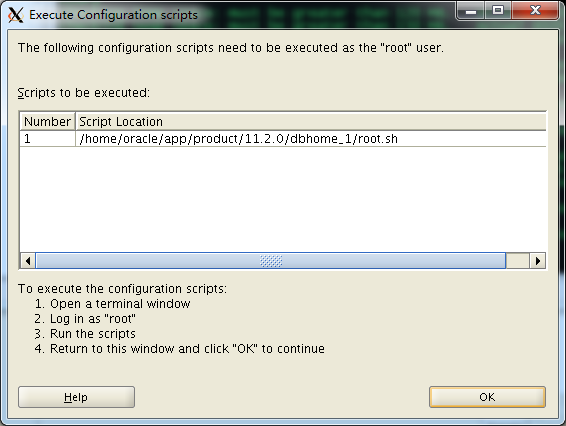 Execute Configuration scripts
The following configuration scripts need to be executed as the "root" user.
Scripts to be executed:
Number Script Location
1 /home/oracle/app/product/11.2.0/dbhome_1/root.sh
To execute the configuration scripts:
1. Open a terminal window
2. Log in as "root"
3. Run the scripts
4. Return to this window and click "OK" to continue
Help OK